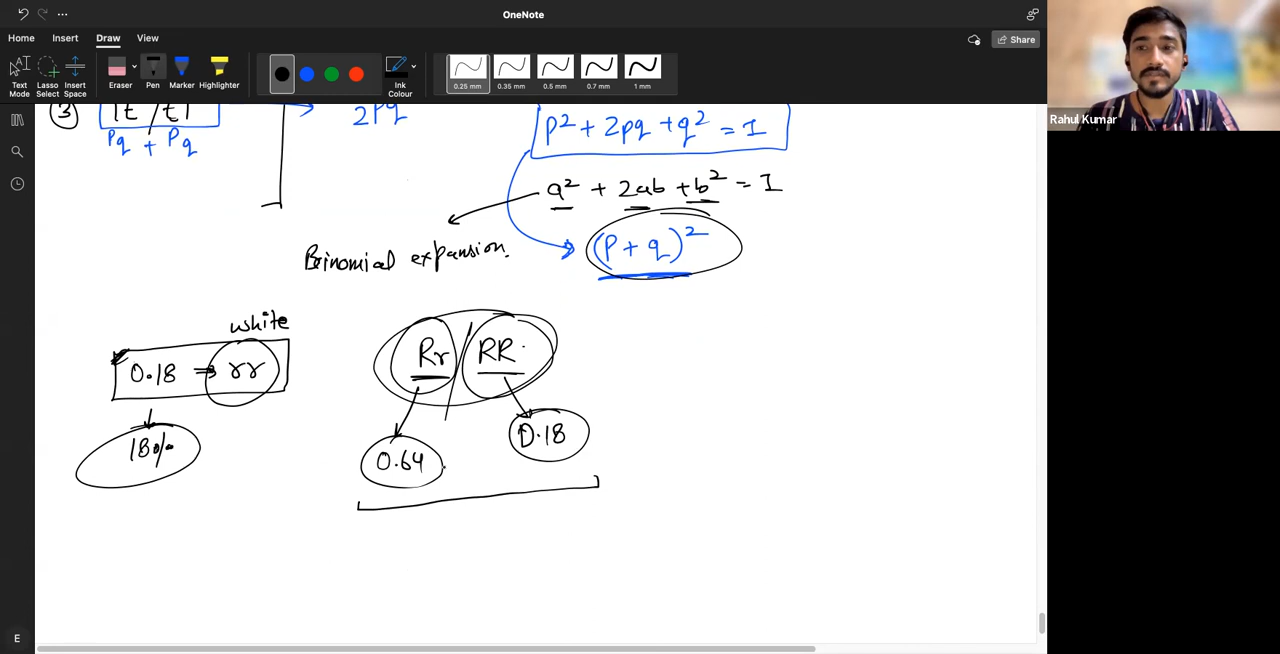 OneNote
Home Insert Draw View
Share
Text Mode
Lasso Select
Insert Space
Eraser
Pen
Marker
Highlighter
Ink Colour
0.25 mm
0.35 mm
0.5 mm
0.7 mm
1 mm
Rahul Kumar
③ Tt / tT
Pq + Pq
2Pq
P² + 2pq + q² = 1
a² + 2ab + b² = 1
(P + q)²
Brinomial expansion.
white
0.18 → rr
18%
Rr / RR
0.64
0.18
E